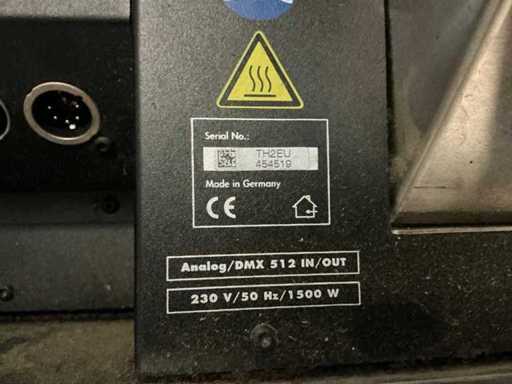 Serial No.:
TH2EU
454519
Made in Germany
CE
Analog/DMX 512 IN/OUT
230 V/50 Hz/1500 W